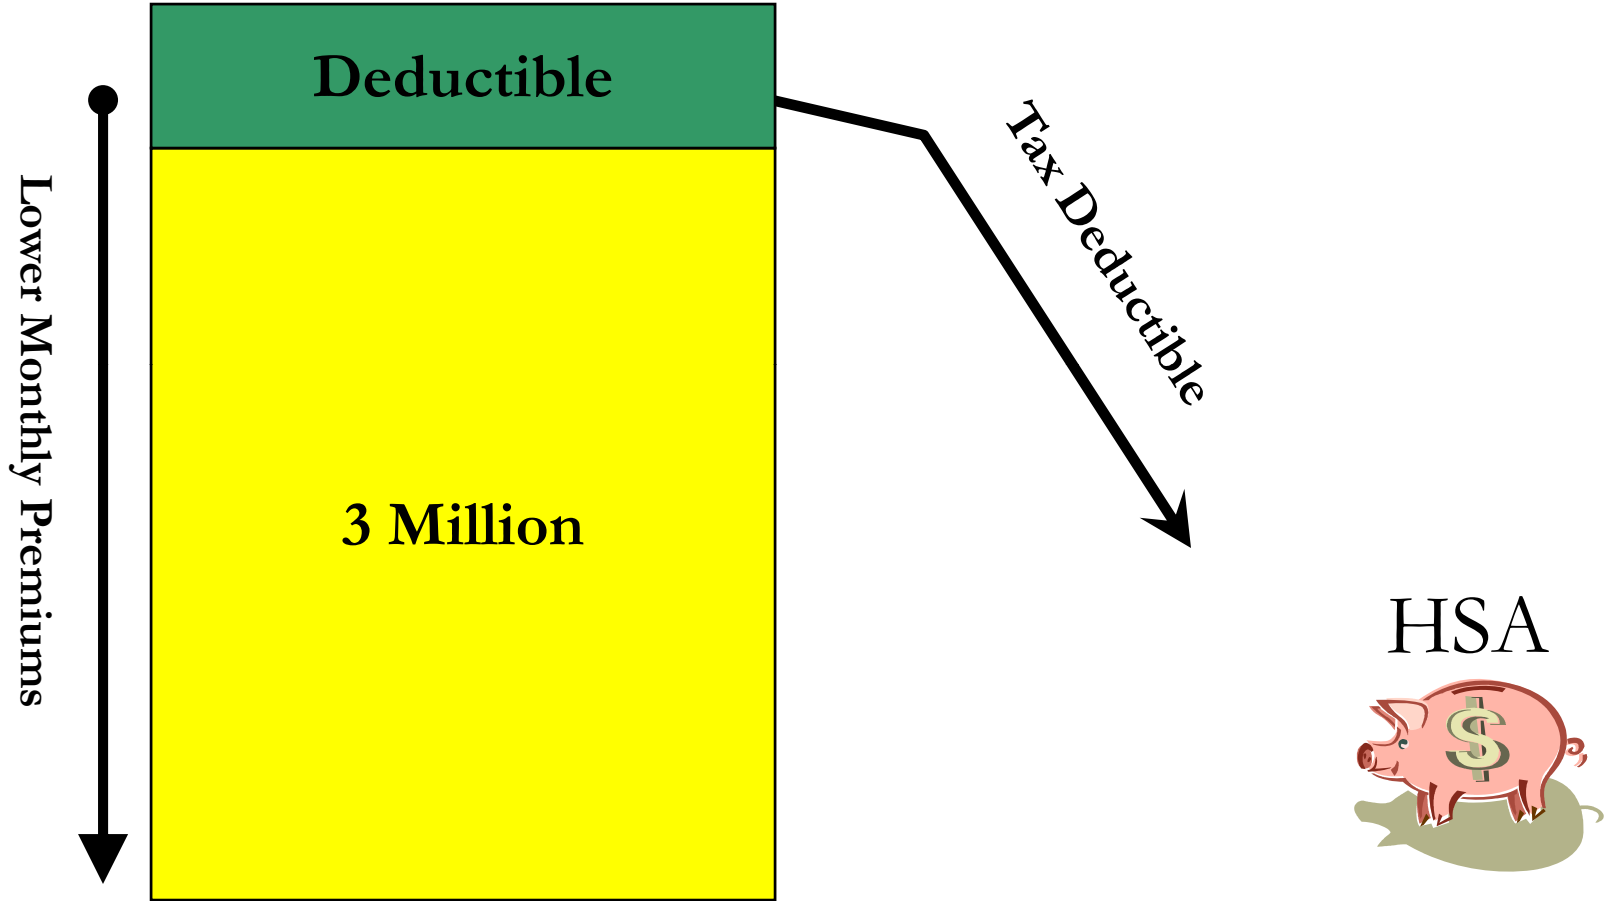 Deductible
Lower Monthly Premiums
Tax Deductible
3 Million
HSA
$